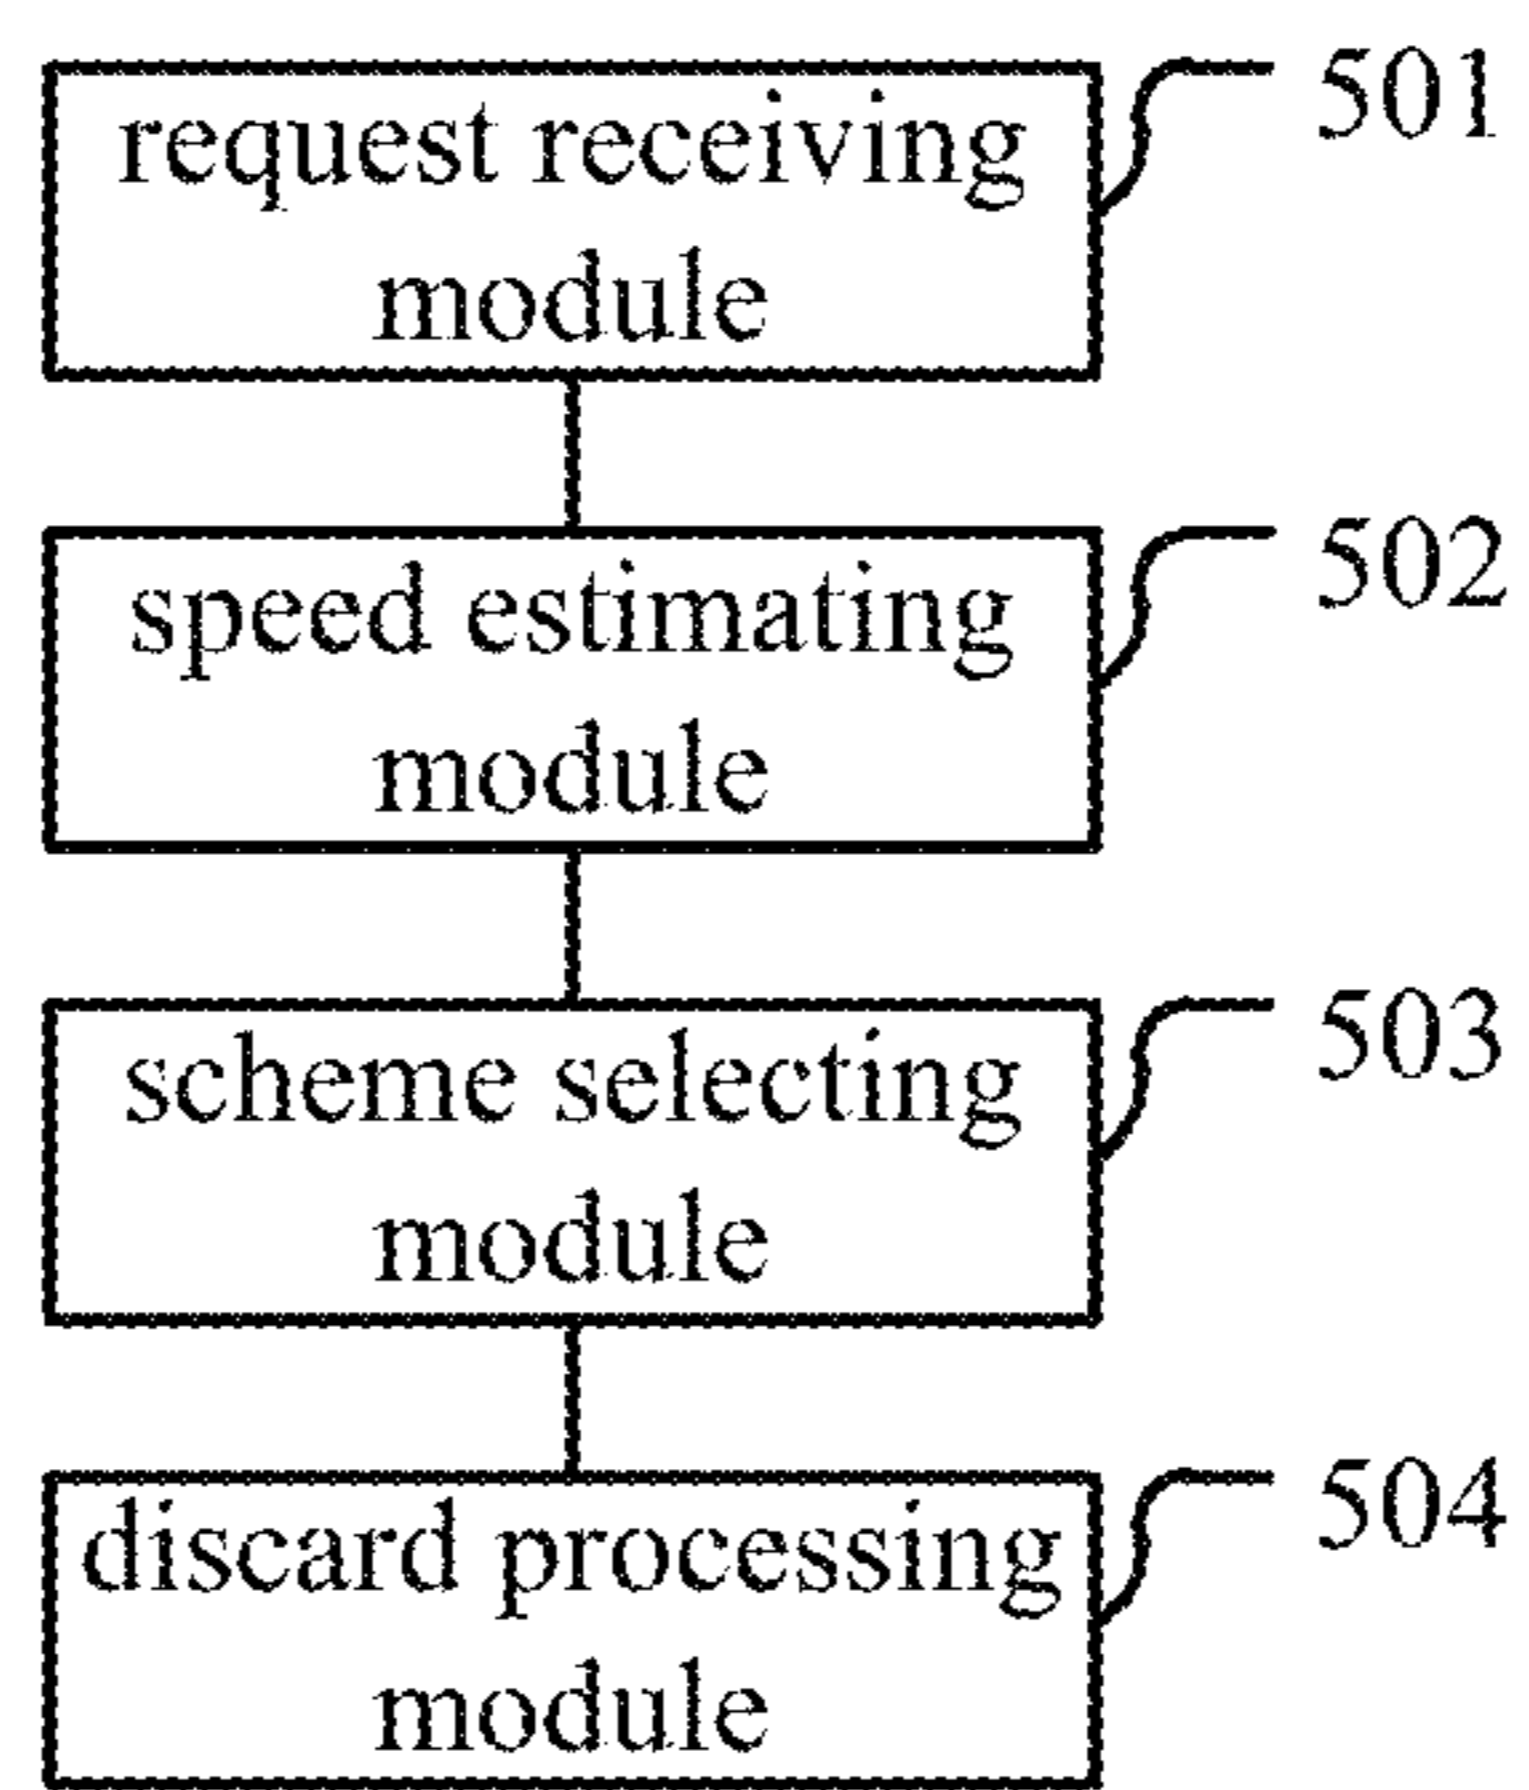 request receiving
module
501
speed estimating
module
502
scheme selecting
module
503
discard processing
module
504